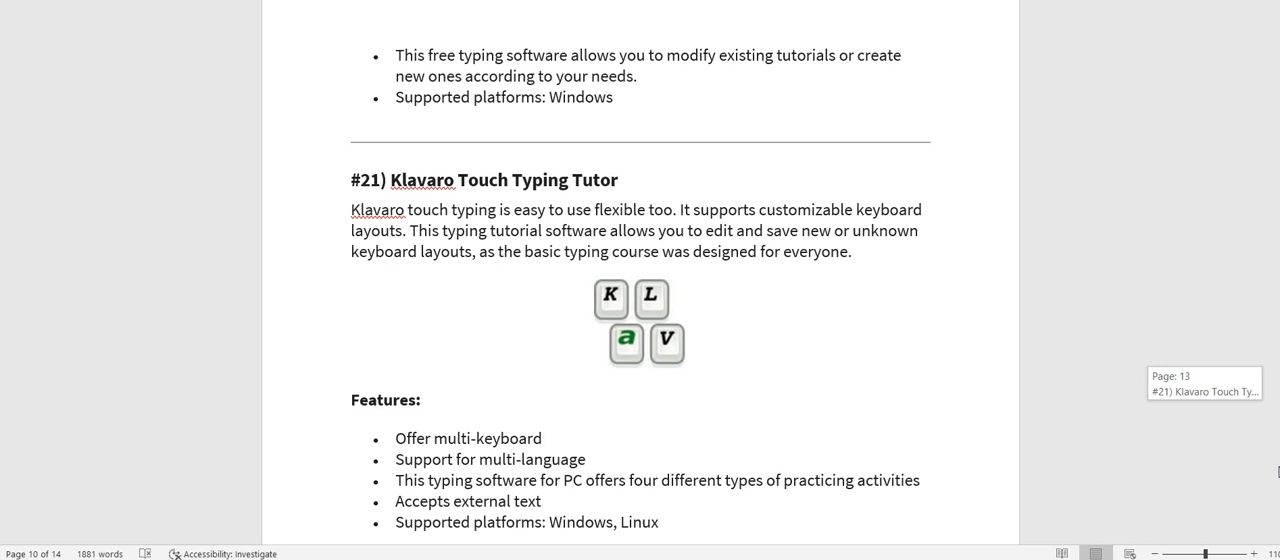 • This free typing software allows you to modify existing tutorials or create
new ones according to your needs.
• Supported platforms: Windows
#21) Klavaro Touch Typing Tutor
Klavaro touch typing is easy to use flexible too. It supports customizable keyboard
layouts. This typing tutorial software allows you to edit and save new or unknown
keyboard layouts, as the basic typing course was designed for everyone.
K L
a v
Page: 13
#21) Klavaro Touch Ty...
Features:
• Offer multi-keyboard
• Support for multi-language
• This typing software for PC offers four different types of practicing activities
• Accepts external text
• Supported platforms: Windows, Linux
Page 10 of 14 1881 words Accessibility: Investigate 110